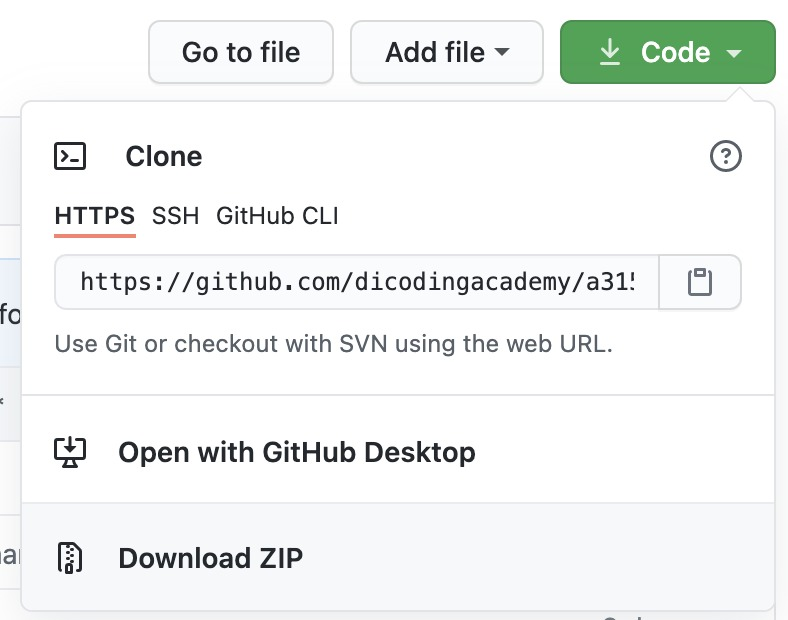 Go to file Add file Code
Clone
HTTPS SSH GitHub CLI
https://github.com/dicodingacademy/a315
Use Git or checkout with SVN using the web URL.
Open with GitHub Desktop
Download ZIP